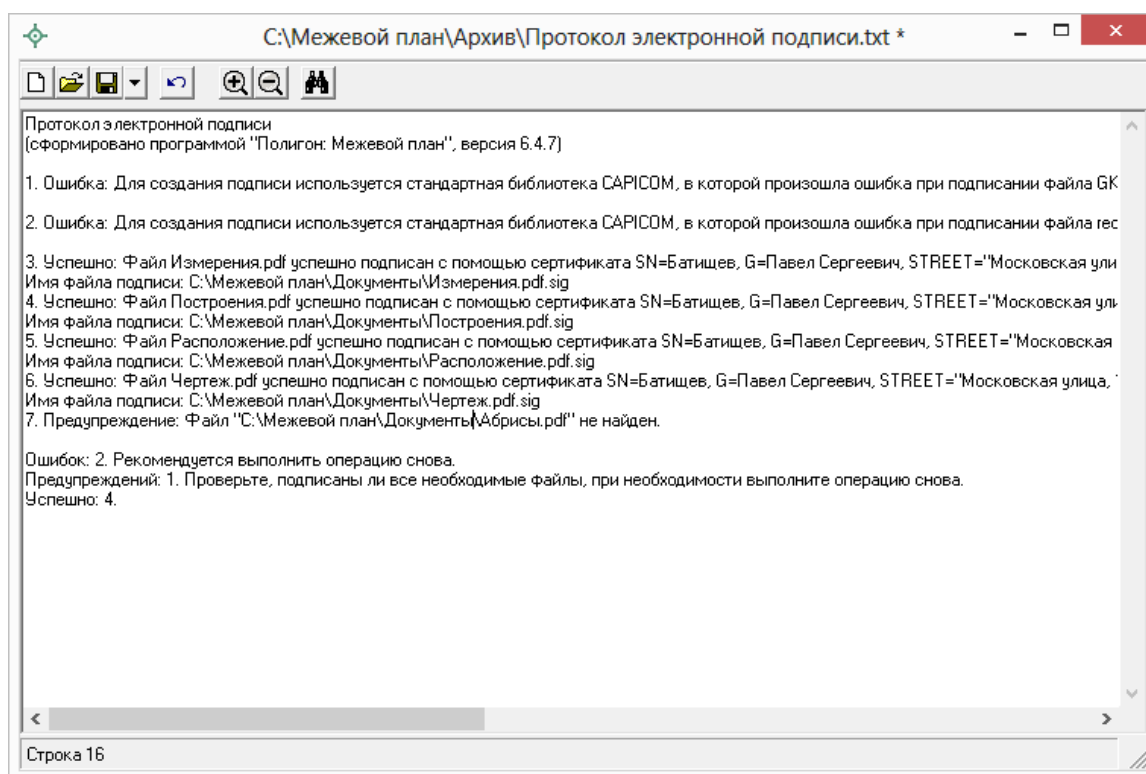 C:\Межевой план\Архив\Протокол электронной подписи.txt *
Протокол электронной подписи
(сформировано программой "Полигон: Межевой план", версия 6.4.7)
1. Ошибка: Для создания подписи используется стандартная библиотека CAPICOM, в которой произошла ошибка при подписании файла GK
2. Ошибка: Для создания подписи используется стандартная библиотека CAPICOM, в которой произошла ошибка при подписании файла rec
3. Успешно: Файл Измерения.pdf успешно подписан с помощью сертификата SN=Батищев, G=Павел Сергеевич, STREET="Московская ули
Имя файла подписи: C:\Межевой план\Документы\Измерения.pdf.sig
4. Успешно: Файл Построения.pdf успешно подписан с помощью сертификата SN=Батищев, G=Павел Сергеевич, STREET="Московская ули
Имя файла подписи: C:\Межевой план\Документы\Построения.pdf.sig
5. Успешно: Файл Расположение.pdf успешно подписан с помощью сертификата SN=Батищев, G=Павел Сергеевич, STREET="Московская
Имя файла подписи: C:\Межевой план\Документы\Расположение.pdf.sig
6. Успешно: Файл Чертеж.pdf успешно подписан с помощью сертификата SN=Батищев, G=Павел Сергеевич, STREET="Московская улица,
Имя файла подписи: C:\Межевой план\Документы\Чертеж.pdf.sig
7. Предупреждение: Файл "C:\Межевой план\Документы\Абрисы.pdf" не найден.
Ошибок: 2. Рекомендуется выполнить операцию снова.
Предупреждений: 1. Проверьте, подписаны ли все необходимые файлы, при необходимости выполните операцию снова.
Успешно: 4.
Строка 16